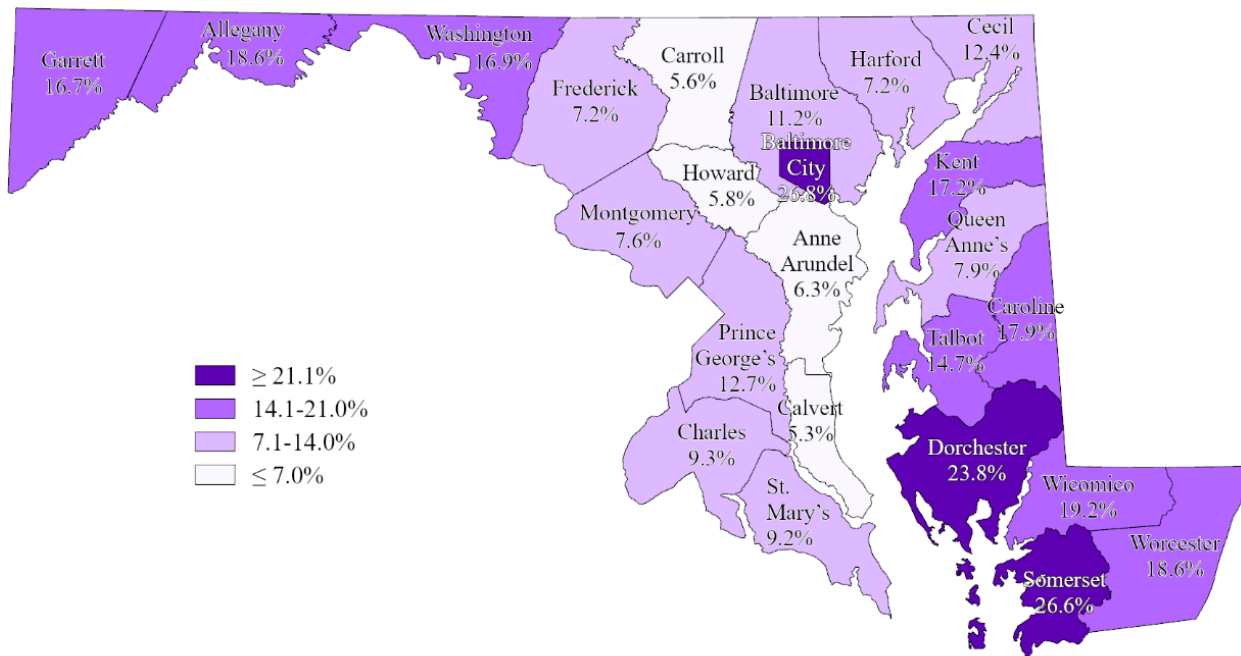 Garrett
16.7%
Allegany
18.6%
Washington
16.9%
Frederick
7.2%
Carroll
5.6%
Baltimore
11.2%
Baltimore
City
26.8%
Harford
7.2%
Cecil
12.4%
Howard
5.8%
Montgomery
7.6%
Kent
17.2%
Queen
Anne's
7.9%
Anne
Arundel
6.3%
Caroline
17.9%
Talbot
14.7%
Prince
George's
12.7%
Calvert
5.3%
Charles
9.3%
St.
Mary's
9.2%
Dorchester
23.8%
Wicomico
19.2%
Worcester
18.6%
Somerset
26.6%
≥ 21.1%
14.1-21.0%
7.1-14.0%
≤ 7.0%